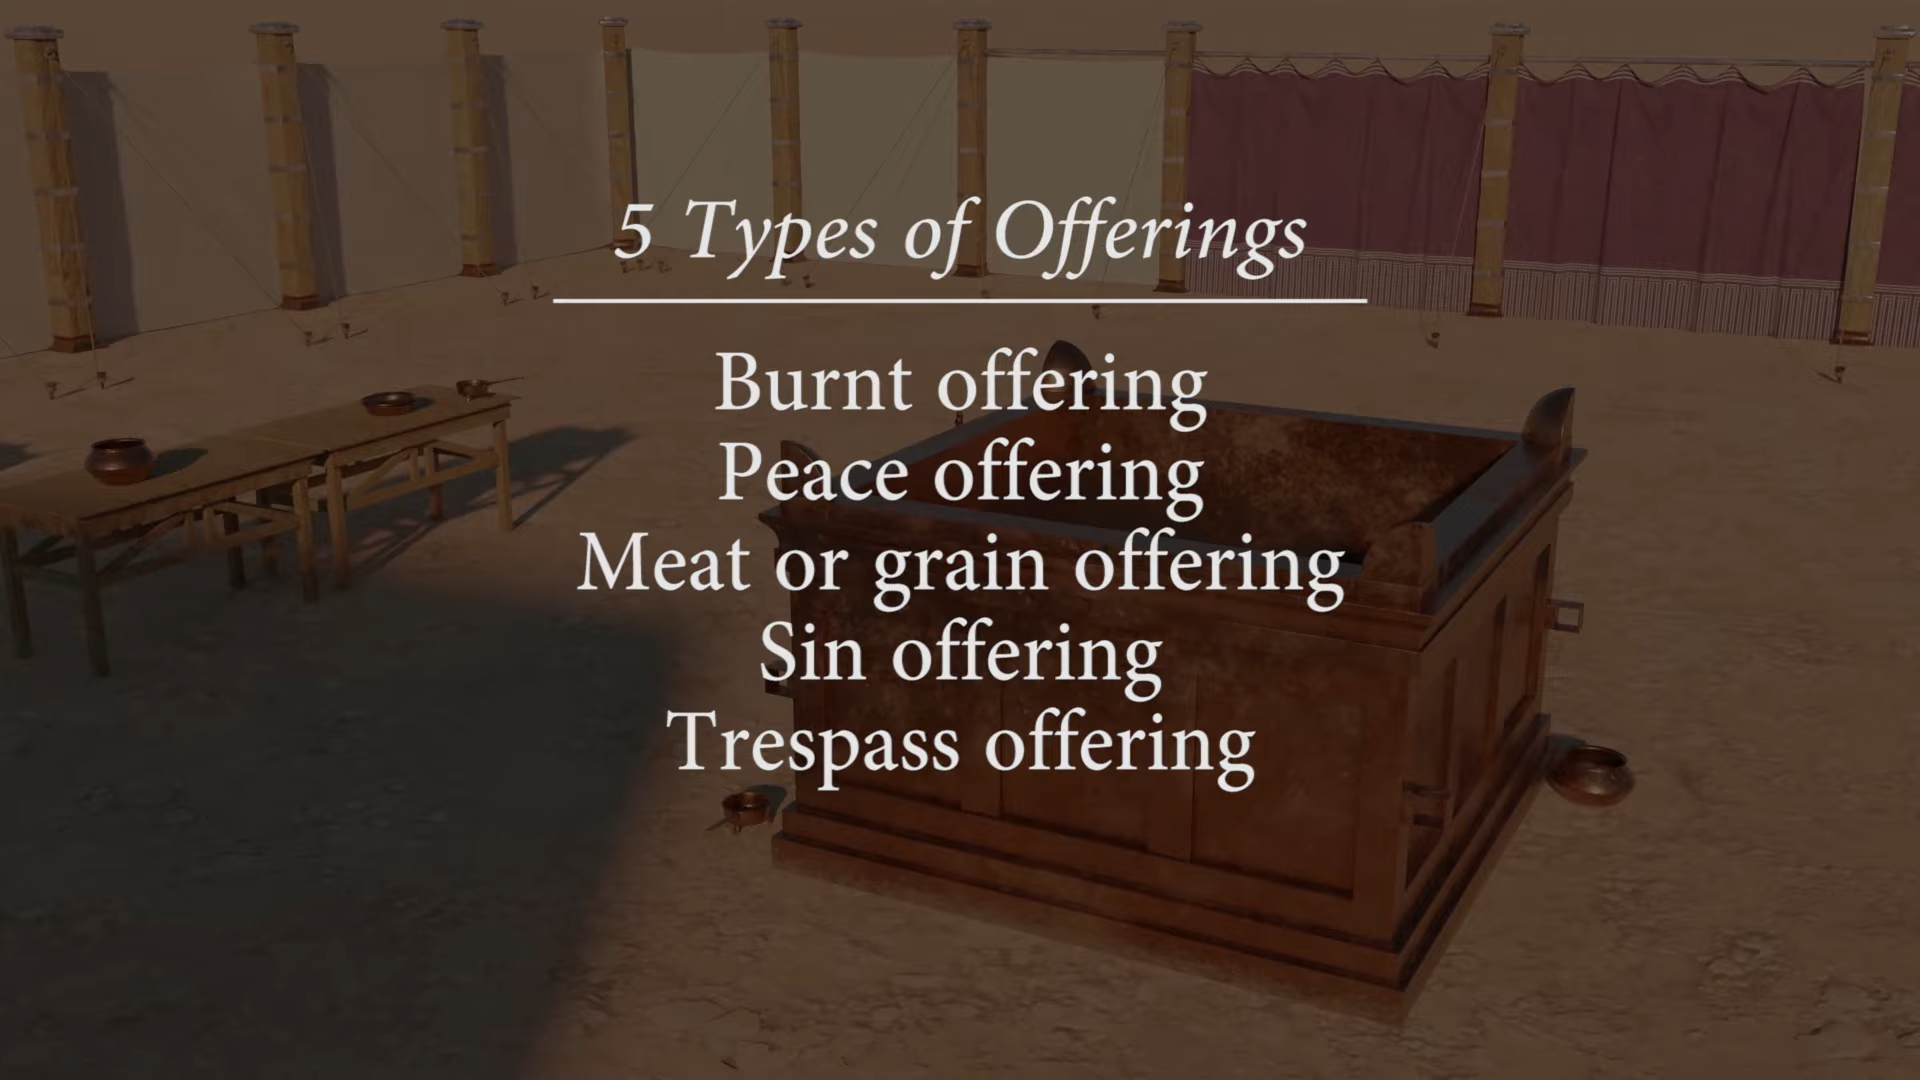 5 Types of Offerings
Burnt offering
Peace offering
Meat or grain offering
Sin offering
Trespass offering